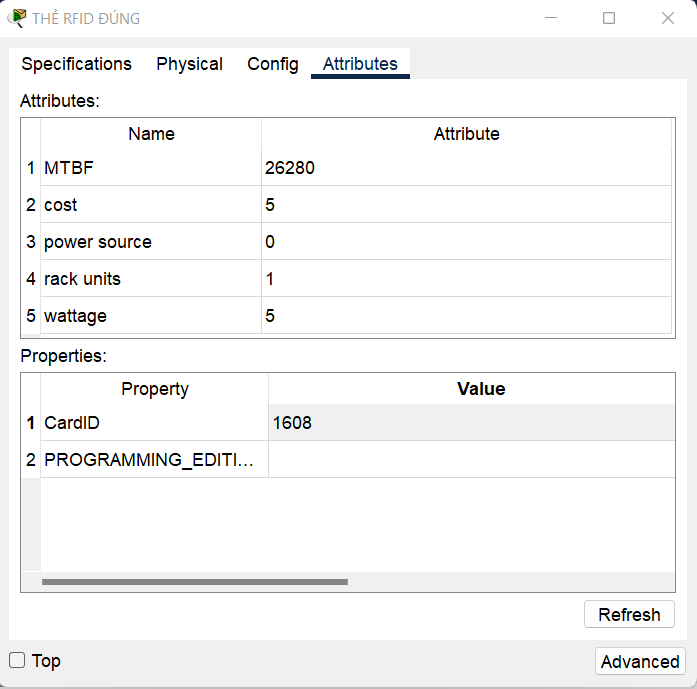 THẺ RFID ĐÚNG
Specifications Physical Config Attributes
Attributes:
Name Attribute
1 MTBF 26280
2 cost 5
3 power source 0
4 rack units 1
5 wattage 5
Properties:
Property Value
1 CardID 1608
2 PROGRAMMING_EDITI...
Refresh
Top Advanced